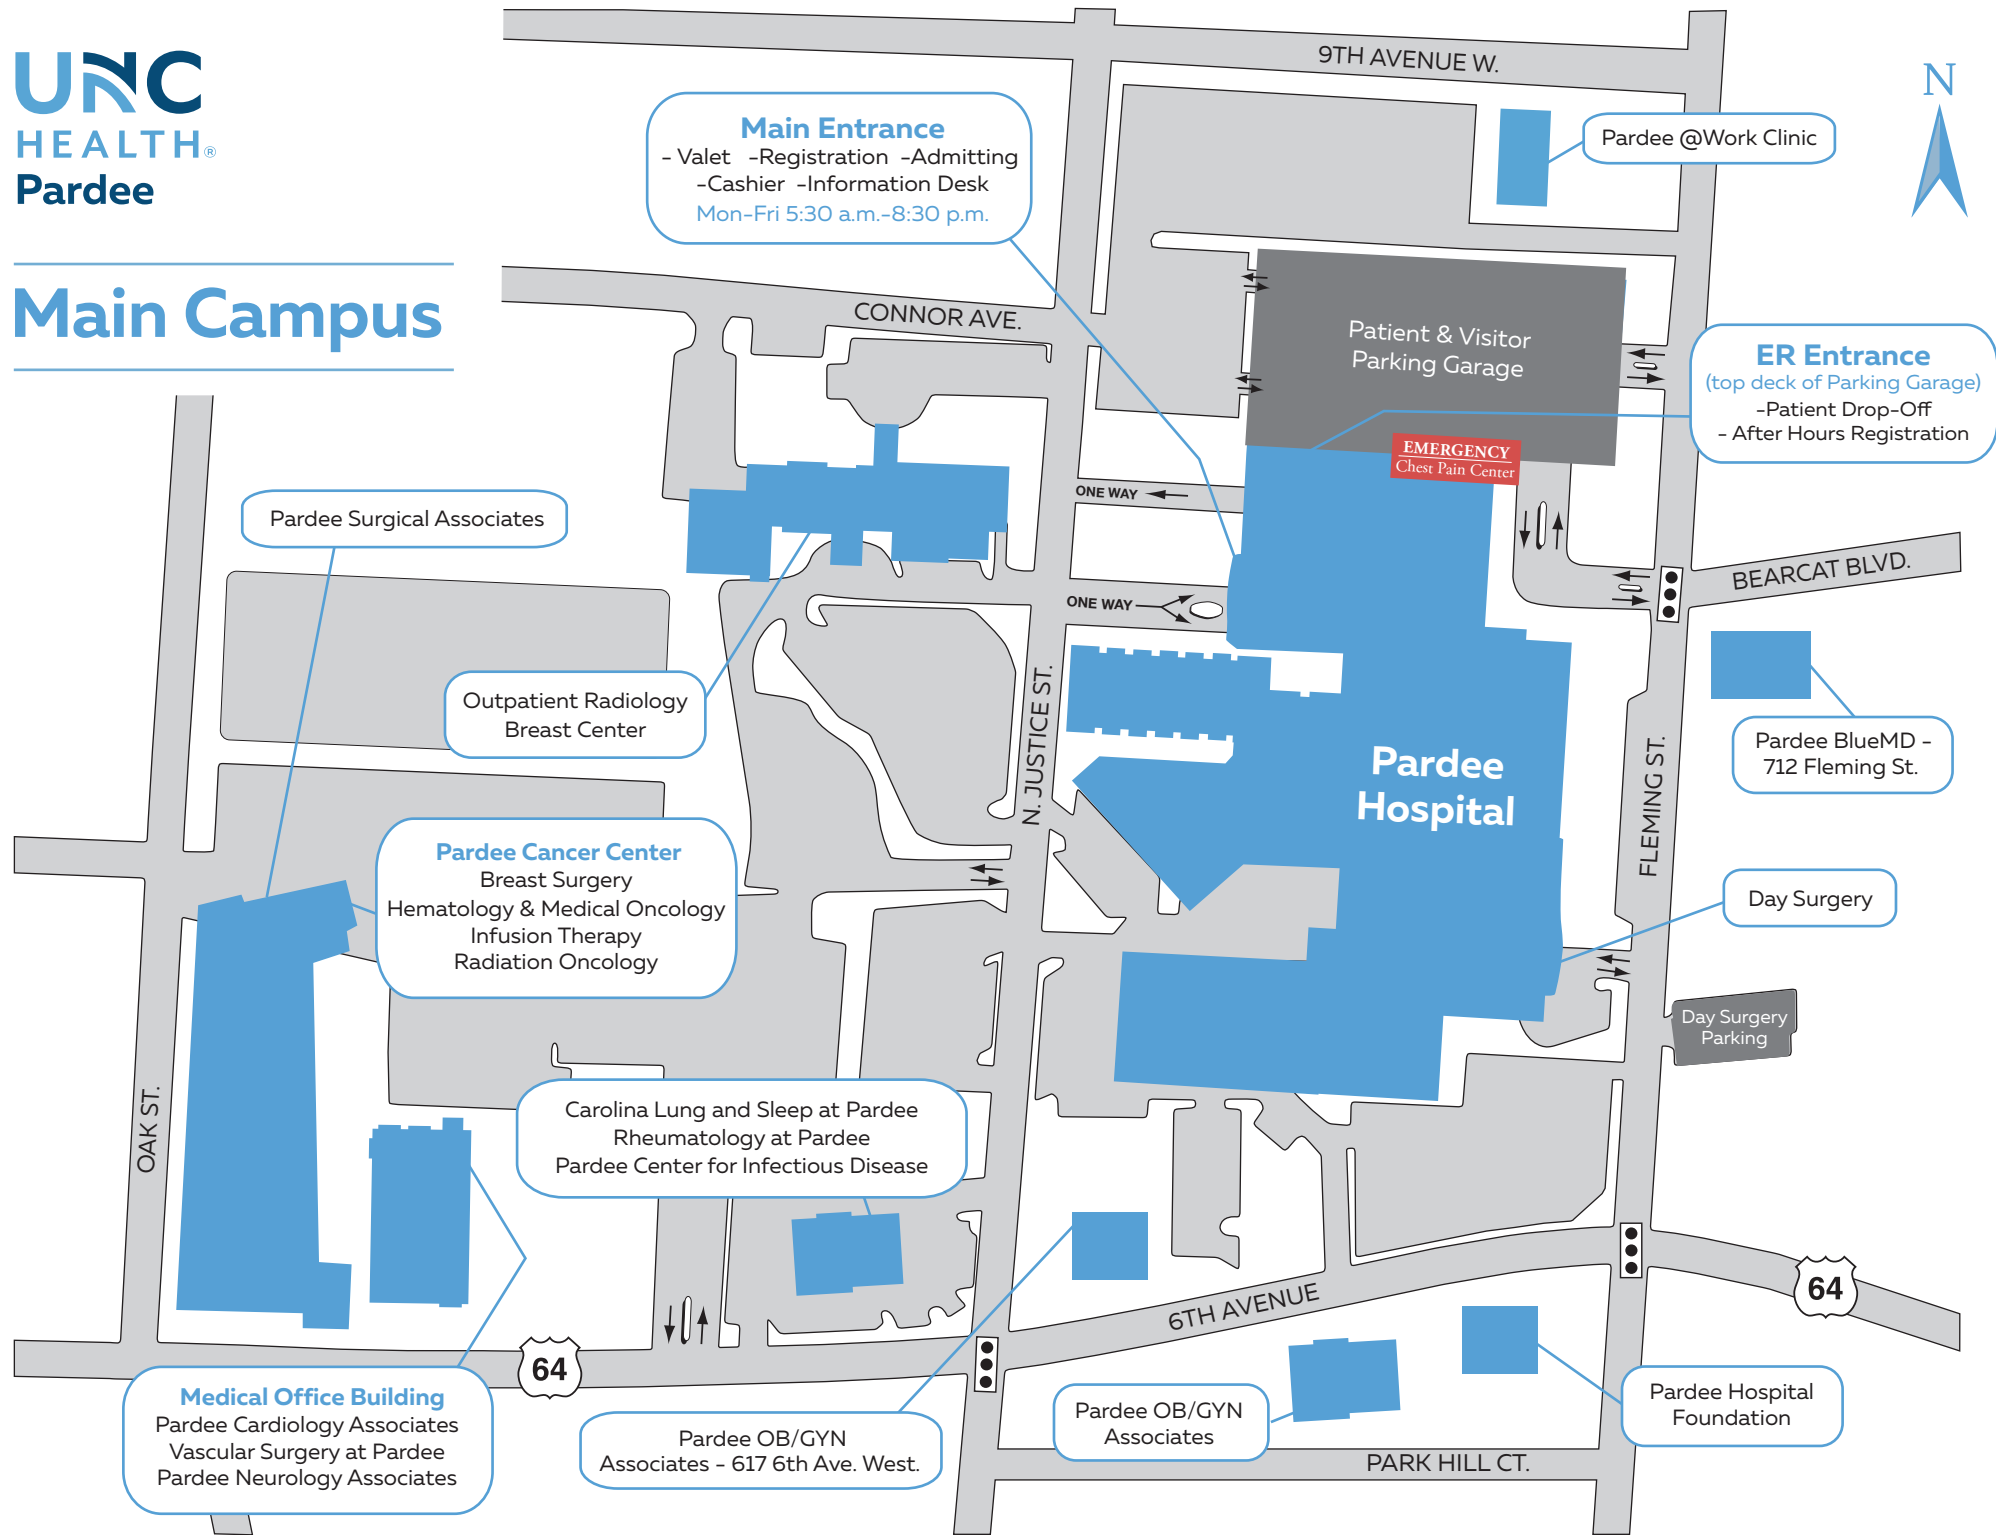 UNC
HEALTH®
Pardee
Main Campus
9TH AVENUE W.
N
Main Entrance
- Valet -Registration -Admitting
-Cashier -Information Desk
Mon-Fri 5:30 a.m.-8:30 p.m.
Pardee @Work Clinic
CONNOR AVE.
Patient & Visitor
Parking Garage
ER Entrance
(top deck of Parking Garage)
-Patient Drop-Off
- After Hours Registration
EMERGENCY
Chest Pain Center
ONE WAY
Pardee Surgical Associates
BEARCAT BLVD.
ONE WAY
Outpatient Radiology
Breast Center
N. JUSTICE ST.
Pardee
Hospital
FLEMING ST.
Pardee BlueMD -
712 Fleming St.
Pardee Cancer Center
Breast Surgery
Hematology & Medical Oncology
Infusion Therapy
Radiation Oncology
Day Surgery
Day Surgery
Parking
OAK ST.
Carolina Lung and Sleep at Pardee
Rheumatology at Pardee
Pardee Center for Infectious Disease
6TH AVENUE
64
64
Medical Office Building
Pardee Cardiology Associates
Vascular Surgery at Pardee
Pardee Neurology Associates
Pardee OB/GYN
Associates - 617 6th Ave. West.
Pardee OB/GYN
Associates
Pardee Hospital
Foundation
PARK HILL CT.